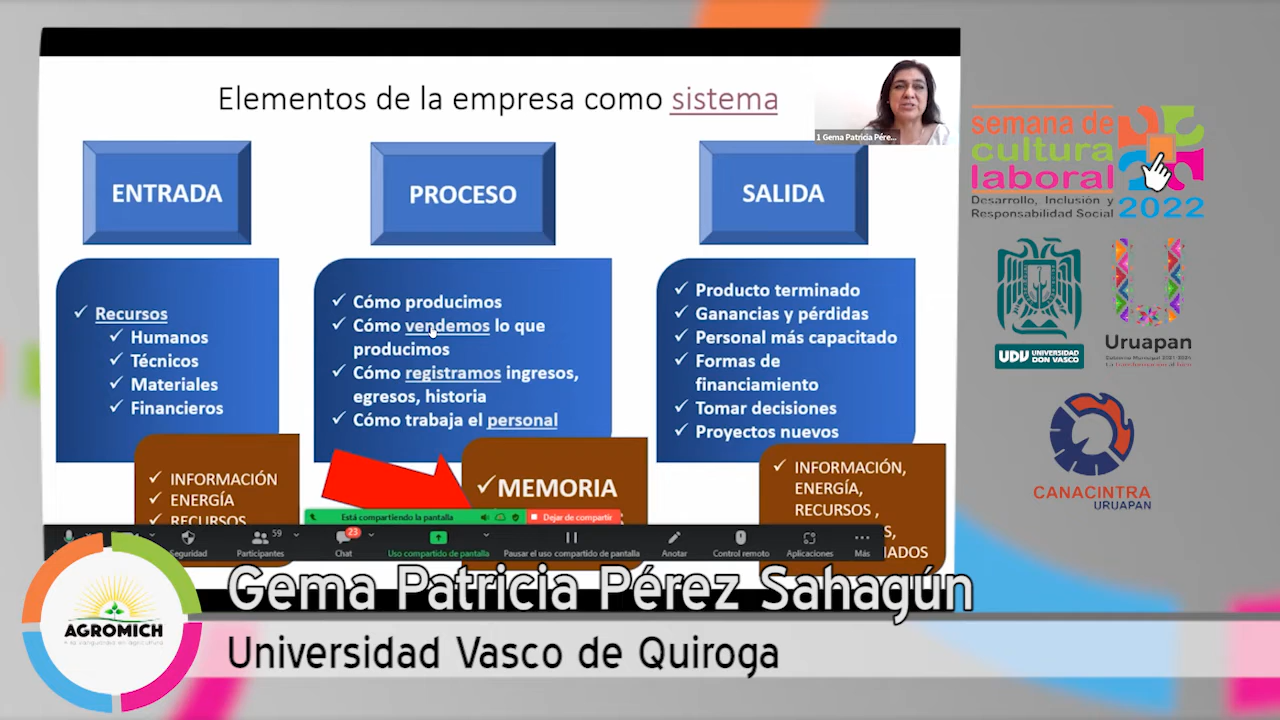 Elementos de la empresa como sistema
1 Gema Patricia Pére...
ENTRADA
PROCESO
SALIDA
✓ Recursos
✓ Humanos
✓ Técnicos
✓ Materiales
✓ Financieros
✓ Cómo producimos
✓ Cómo vendemos lo que
producimos
✓ Cómo registramos ingresos,
egresos, historia
✓ Cómo trabaja el personal
✓ Producto terminado
✓ Ganancias y pérdidas
✓ Personal más capacitado
✓ Formas de
financiamiento
✓ Tomar decisiones
✓ Proyectos nuevos
✓ INFORMACIÓN
✓ ENERGÍA
✓ RECURSOS
✓MEMORIA
✓ INFORMACIÓN,
ENERGÍA,
RECURSOS ,
Está compartiendo la pantalla
Dejar de compartir
Seguridad
Participantes
59
Chat
23
Uso compartido de pantalla
Pausar el uso compartido de pantalla
Anotar
Control remoto
Aplicaciones
Más
semana de
cultura
laboral
Desarrollo, Inclusión y
Responsabilidad Social
2022
UDV UNIVERSIDAD
DON VASCO
Uruapan
Gobierno Municipal 2021-2024
CANACINTRA
URUAPAN
AGROMICH
Gema Patricia Pérez Sahagún
Universidad Vasco de Quiroga